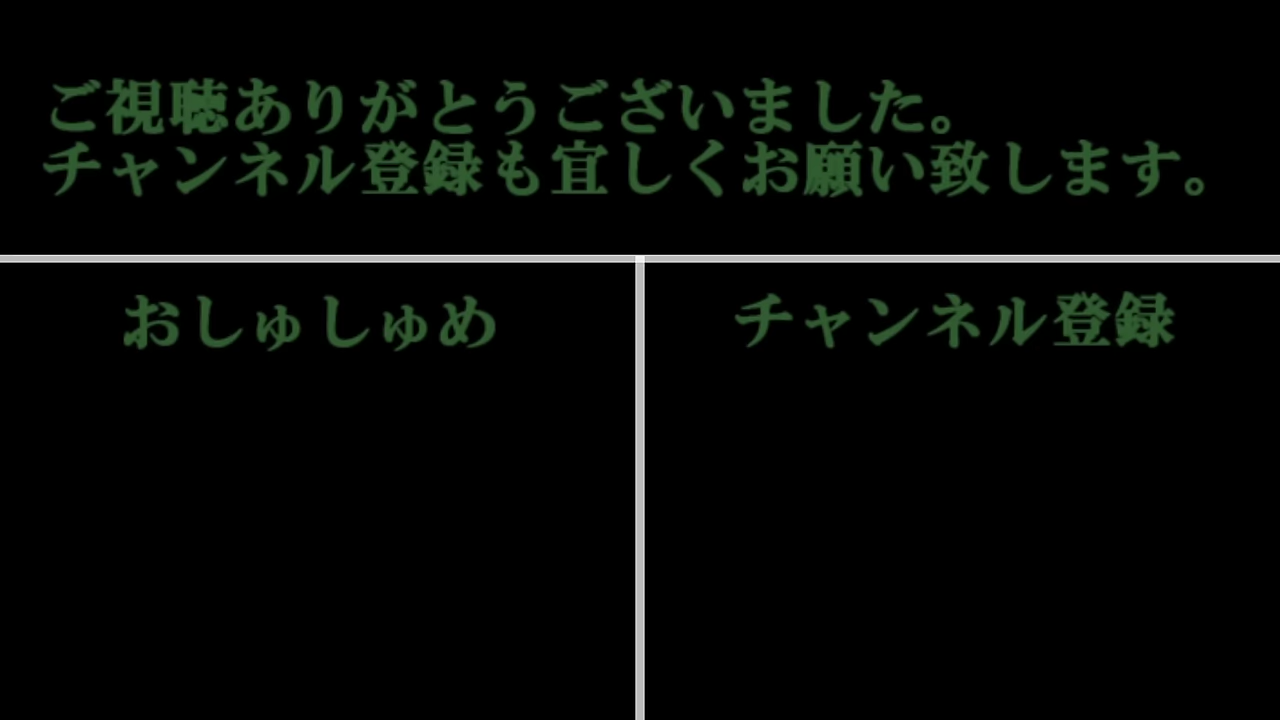 ご視聴ありがとうございました。
チャンネル登録も宜しくお願い致します。
おしゅしゅめ
チャンネル登録